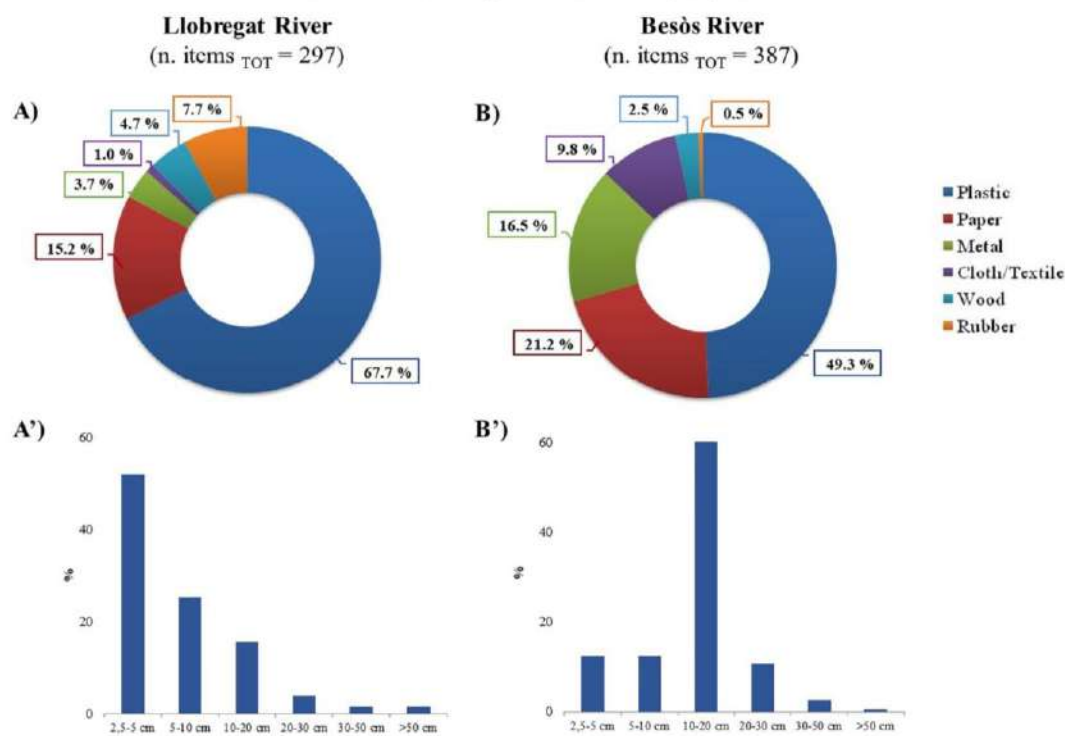 Llobregat River
(n. items TOT = 297)
A)
7.7 %
4.7 %
1.0 %
3.7 %
15.2 %
67.7 %
Besòs River
(n. items TOT = 387)
B)
0.5 %
2.5 %
9.8 %
16.5 %
21.2 %
49.3 %
Plastic
Paper
Metal
Cloth/Textile
Wood
Rubber
A')
60
40
%
20
0
2,5-5 cm 5-10 cm 10-20 cm 20-30 cm 30-50 cm >50 cm
B')
60
40
%
20
0
2,5-5 cm 5-10 cm 10-20 cm 20-30 cm 30-50 cm >50 cm